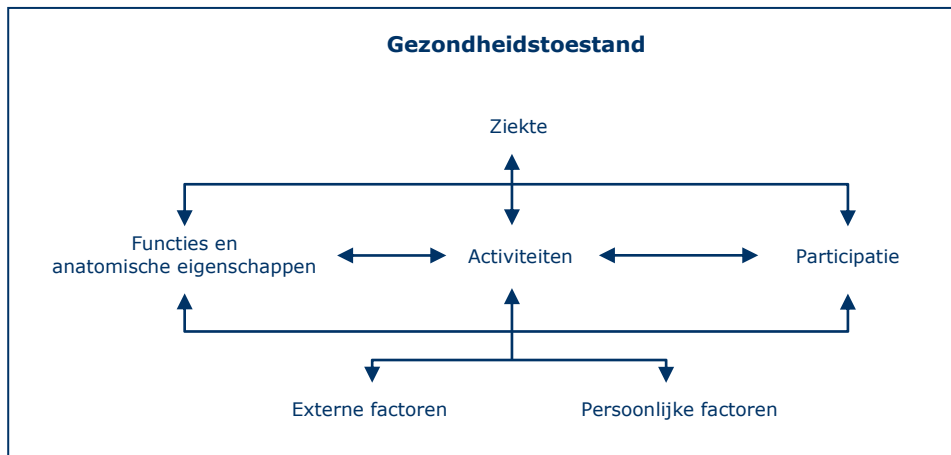 Gezondheidstoestand
Ziekte
Functies en
anatomische eigenschappen
Activiteiten
Participatie
Externe factoren
Persoonlijke factoren